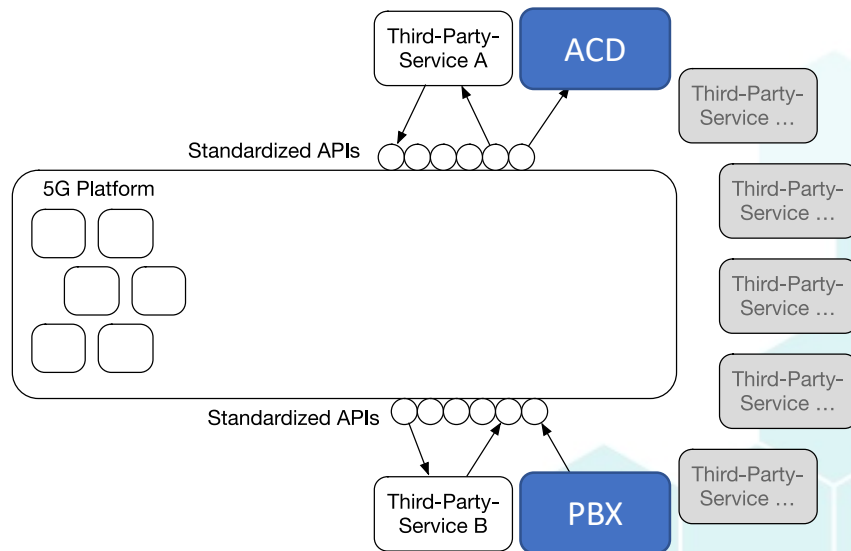 Third-Party-
Service A
ACD
Third-Party-
Service ...
Standardized APIs
5G Platform
Third-Party-
Service ...
Third-Party-
Service ...
Third-Party-
Service ...
Standardized APIs
Third-Party-
Service B
PBX
Third-Party-
Service ...